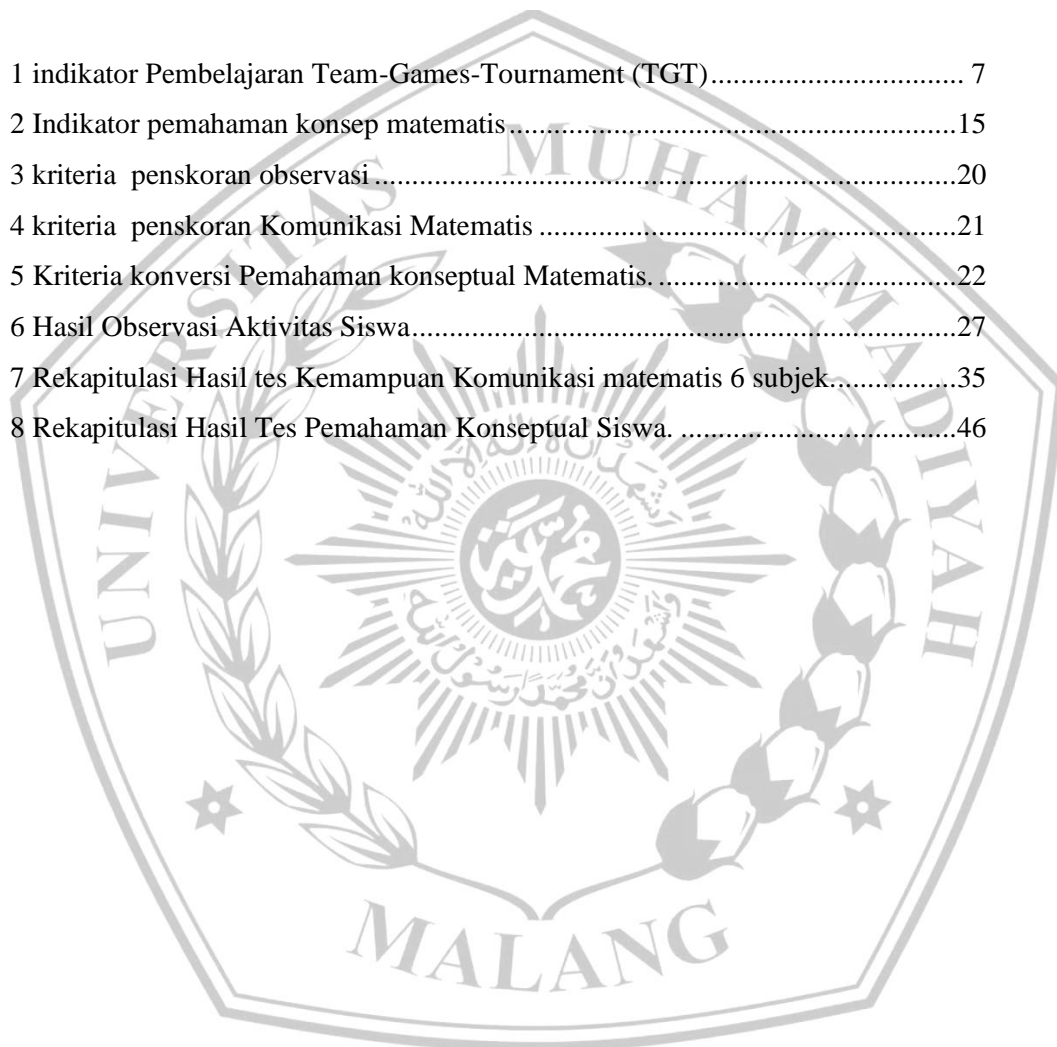 1 indikator Pembelajaran Team-Games-Tournament (TGT).................................. 7
2 Indikator pemahaman konsep matematis............................................................15
3 kriteria  penskoran observasi..............................................................................20
4 kriteria  penskoran Komunikasi Matematis ........................................................21
5 Kriteria konversi Pemahaman konseptual Matematis. ........................................22
6 Hasil Observasi Aktivitas Siswa.........................................................................27
7 Rekapitulasi Hasil tes Kemampuan Komunikasi matematis 6 subjek.................35
8 Rekapitulasi Hasil Tes Pemahaman Konseptual Siswa. .....................................46
UNIVERSITAS MUHAMMADIYAH
MALANG